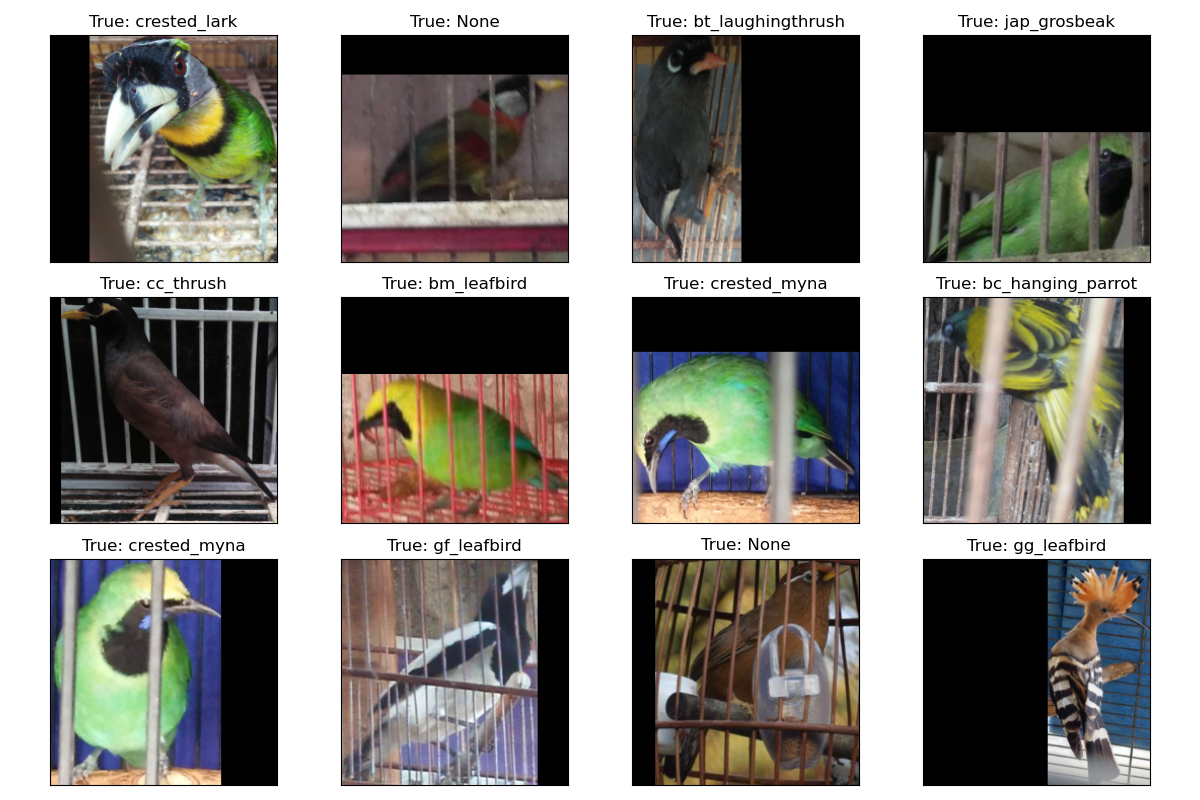 True: crested_lark
True: None
True: bt_laughingthrush
True: jap_grosbeak
True: cc_thrush
True: bm_leafbird
True: crested_myna
True: bc_hanging_parrot
True: crested_myna
True: gf_leafbird
True: None
True: gg_leafbird